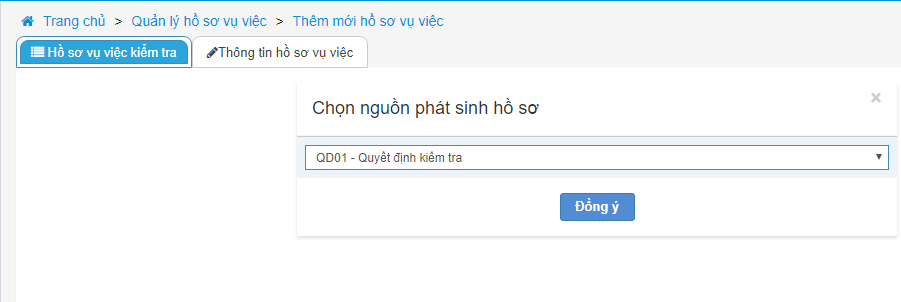 Trang chủ > Quản lý hồ sơ vụ việc > Thêm mới hồ sơ vụ việc
Hồ sơ vụ việc kiểm tra Thông tin hồ sơ vụ việc
Chọn nguồn phát sinh hồ sơ ×
QD01 - Quyết định kiểm tra
Đồng ý